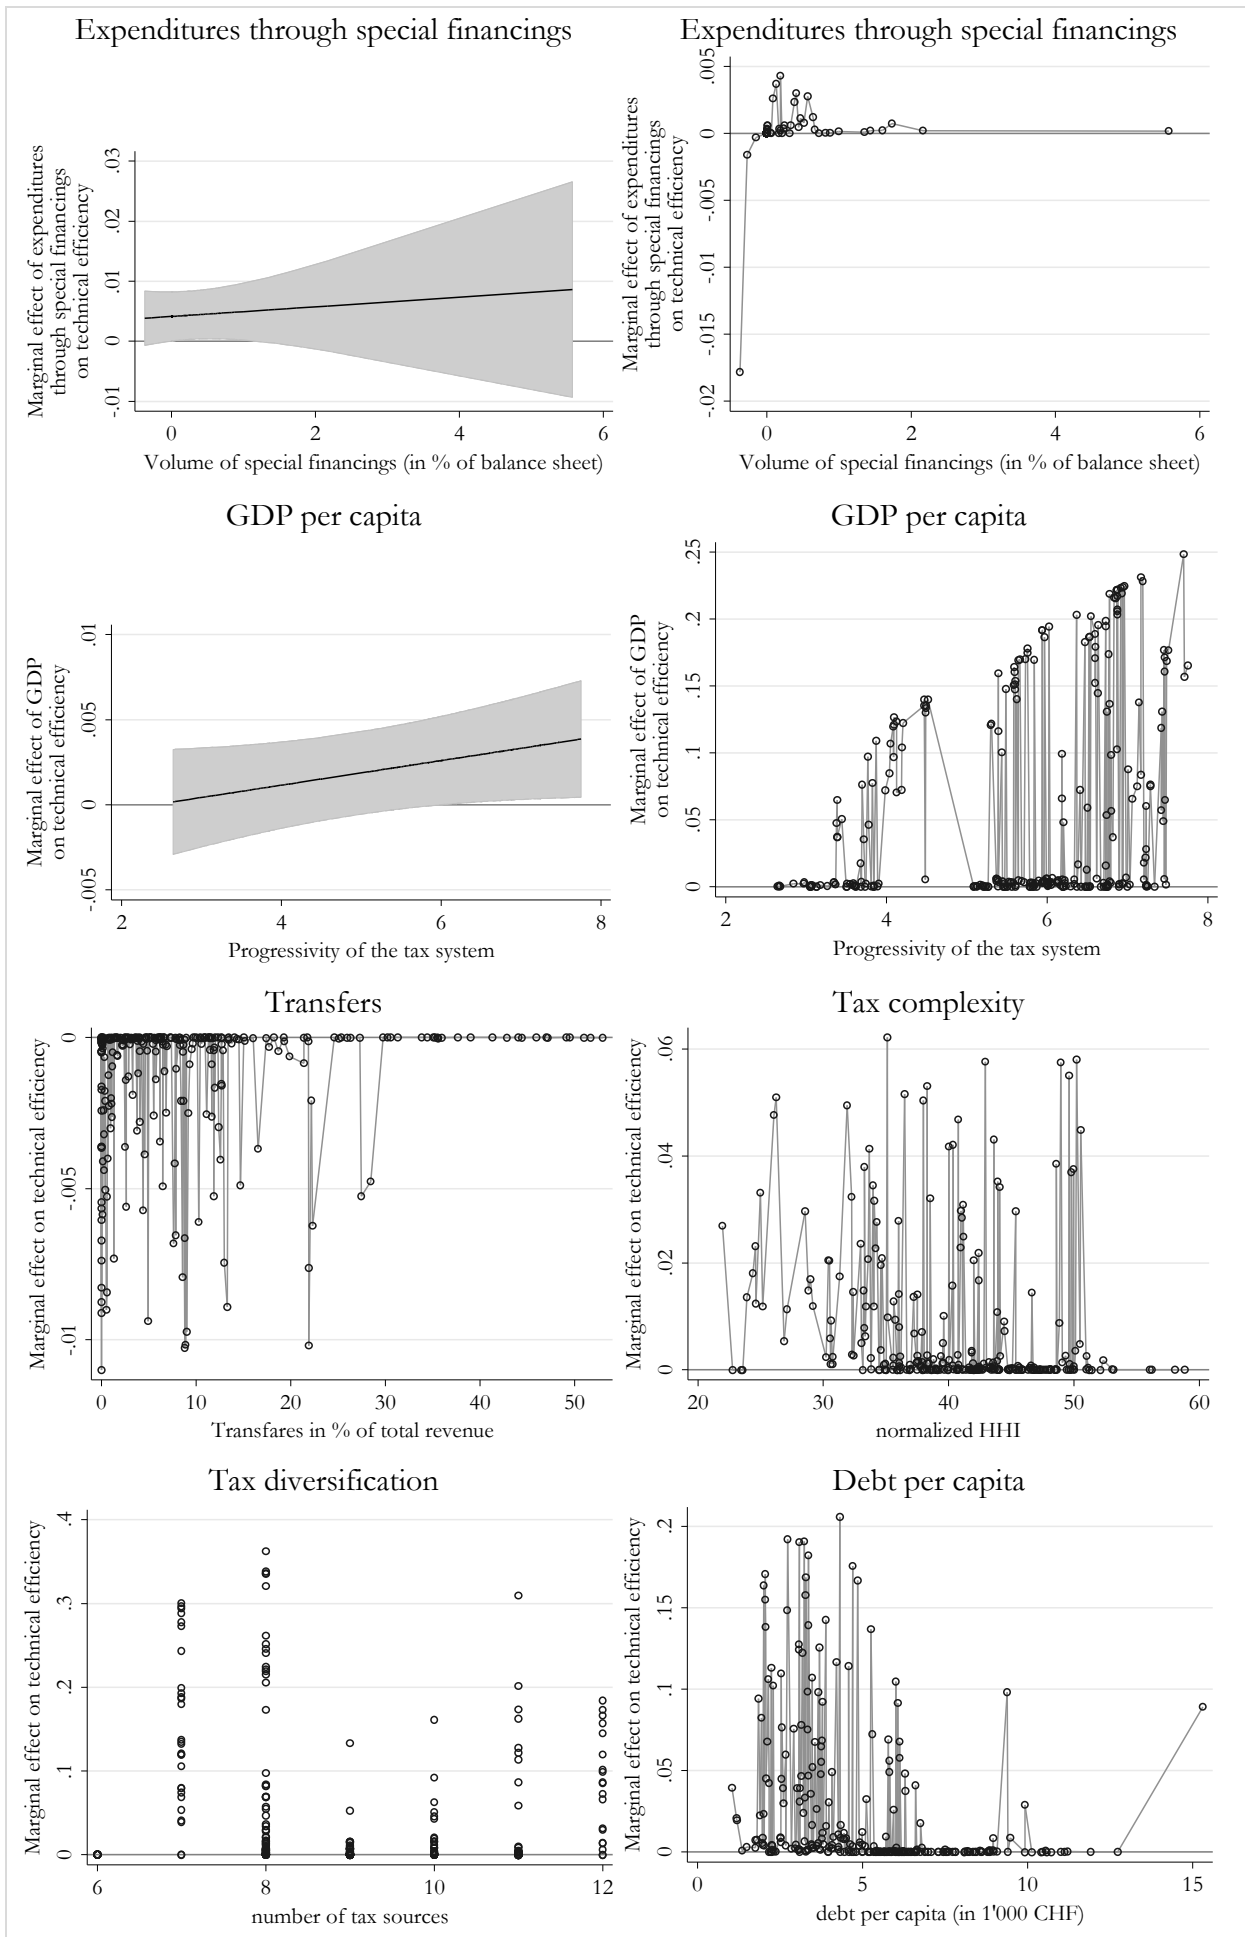 Expenditures through special financings
Marginal effect of expenditures
through special financings
on technical efficiency
.03
.02
.01
0
-.01
0 2 4 6
Volume of special financings (in % of balance sheet)
Expenditures through special financings
Marginal effect of expenditures
through special financings
on technical efficiency
.005
0
-.005
-.01
-.015
-.02
0 2 4 6
Volume of special financings (in % of balance sheet)
GDP per capita
Marginal effect of GDP
on technical efficiency
.01
.005
0
-.005
2 4 6 8
Progressivity of the tax system
GDP per capita
Marginal effect of GDP
on technical efficiency
.25
.2
.15
.1
.05
0
2 4 6 8
Progressivity of the tax system
Transfers
Marginal effect on technical efficiency
0
-.005
-.01
0 10 20 30 40 50
Transfares in % of total revenue
Tax complexity
Marginal effect on technical efficiency
.06
.04
.02
0
20 30 40 50 60
normalized HHI
Tax diversification
Marginal effect on technical efficiency
.4
.3
.2
.1
0
6 8 10 12
number of tax sources
Debt per capita
Marginal effect on technical efficiency
.2
.15
.1
.05
0
0 5 10 15
debt per capita (in 1'000 CHF)